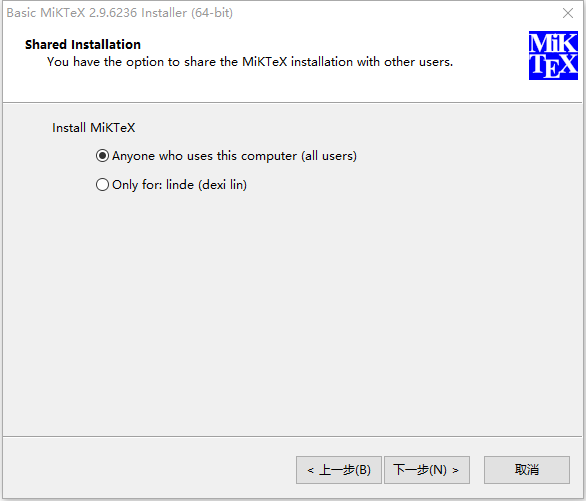 Basic MiKTeX 2.9.6236 Installer (64-bit)
Shared Installation
You have the option to share the MiKTeX installation with other users.
MiK
TEX
Install MiKTeX
Anyone who uses this computer (all users)
Only for: linde (dexi lin)
< 上一步(B)
下一步(N) >
取消